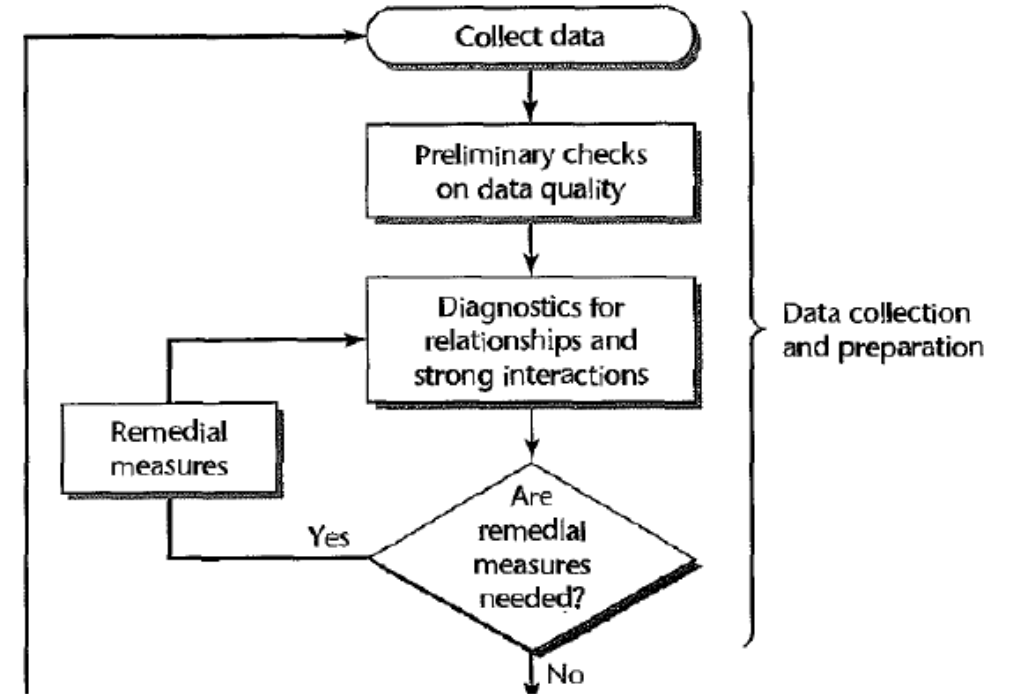 Collect data
Preliminary checks
on data quality
Diagnostics for
relationships and
strong interactions
Data collection
and preparation
Remedial
measures
Yes
Are
remedial
measures
needed?
No